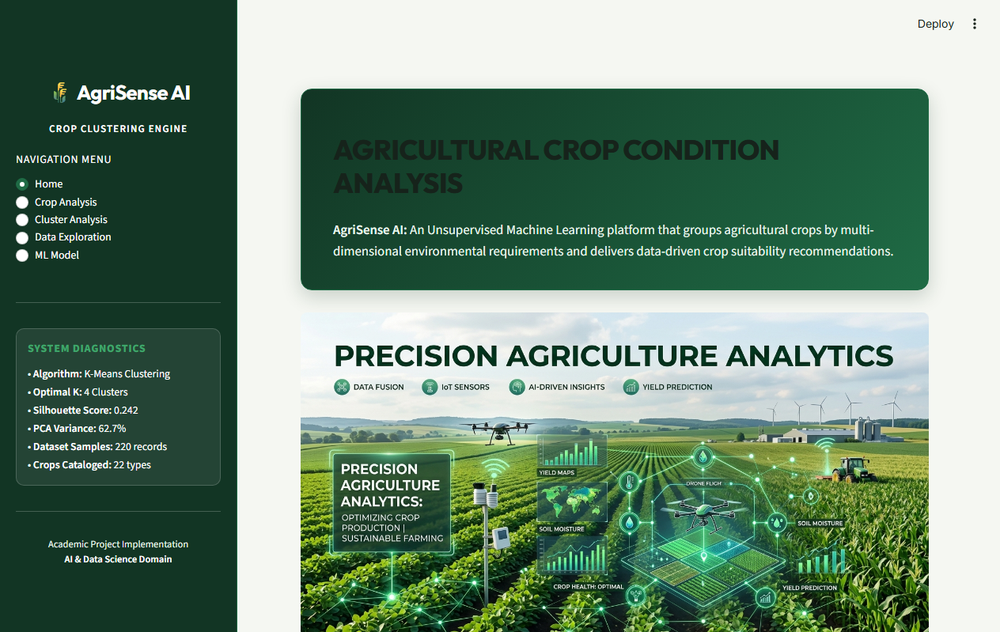 Deploy
AgriSense AI
CROP CLUSTERING ENGINE
NAVIGATION MENU
Home
Crop Analysis
Cluster Analysis
Data Exploration
ML Model
SYSTEM DIAGNOSTICS
• Algorithm: K-Means Clustering
• Optimal K: 4 Clusters
• Silhouette Score: 0.242
• PCA Variance: 62.7%
• Dataset Samples: 220 records
• Crops Cataloged: 22 types
Academic Project Implementation
AI & Data Science Domain
AGRICULTURAL CROP CONDITION
ANALYSIS
AgriSense AI: An Unsupervised Machine Learning platform that groups agricultural crops by multi-
dimensional environmental requirements and delivers data-driven crop suitability recommendations.
PRECISION AGRICULTURE ANALYTICS
DATA FUSION
IoT SENSORS
AI-DRIVEN INSIGHTS
YIELD PREDICTION
PRECISION
AGRICULTURE
ANALYTICS:
OPTIMIZING CROP
PRODUCTION |
SUSTAINABLE FARMING
YIELD MAPS
SOIL MOISTURE
CROP HEALTH: OPTIMAL
DRONE FLIGH
SOIL MOISTURE
YIELD PREDICTION